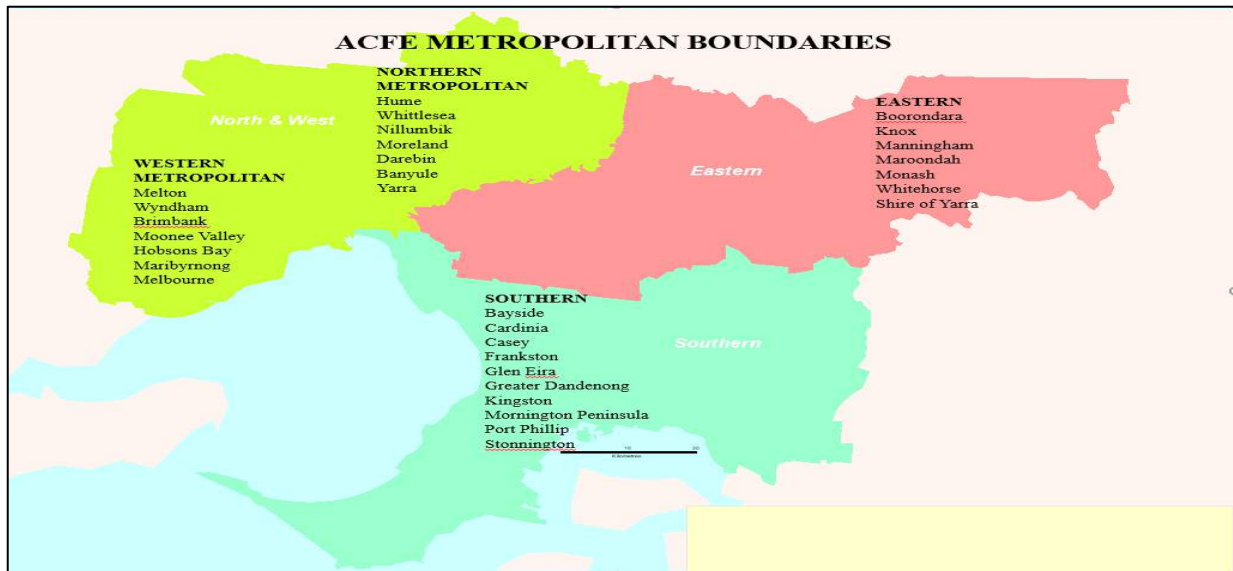 ACFE METROPOLITAN BOUNDARIES
North & West
WESTERN
METROPOLITAN
Melton
Wyndham
Brimbank
Moonee Valley
Hobsons Bay
Maribyrnong
Melbourne
NORTHERN
METROPOLITAN
Hume
Whittlesea
Nillumbik
Moreland
Darebin
Banyule
Yarra
Eastern
EASTERN
Boorondara
Knox
Manningham
Maroondah
Monash
Whitehorse
Shire of Yarra
SOUTHERN
Bayside
Cardinia
Casey
Frankston
Glen Eira
Greater Dandenong
Kingston
Mornington Peninsula
Port Phillip
Stonnington
Southern